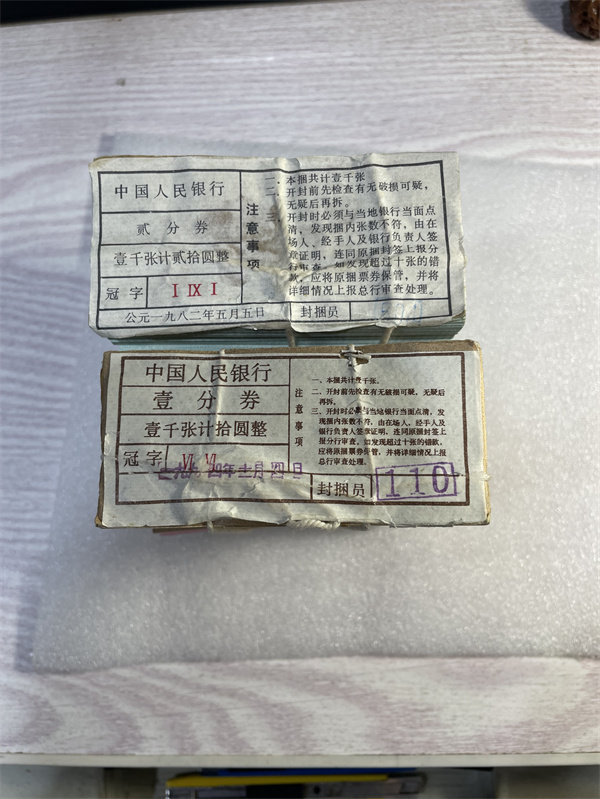 中国人民银行
贰分券
壹千张计贰拾圆整
冠字 I IX I
公元一九八二年五月五日
注意事项
一、本捆共计壹千张
二、开封前先检查有无破损可疑，
无疑后再拆。
三、开封时必须与当地银行当面点
清，发现捆内张数不符，由在
场人、经手人及银行负责人签
章证明，连同原捆封签上报分
行审查。如发现超过十张的错
款，应将原捆票券保管，并将
详细情况上报总行审查处理。
封捆员
中国人民银行
壹分券
壹千张计拾圆整
冠字 VI VI
注意事项
一、本捆共计壹千张。
二、开封前先检查有无破损可疑，无疑后
再拆。
三、开封时必须与当地银行当面点清，发
现捆内张数不符，由在场人，经手人及
银行负责人签章证明，连同原捆封签上
报分行审查，如发现超过十张的错款，
应将原捆票券保管，并将详细情况上报
总行审查处理。
封捆员 110